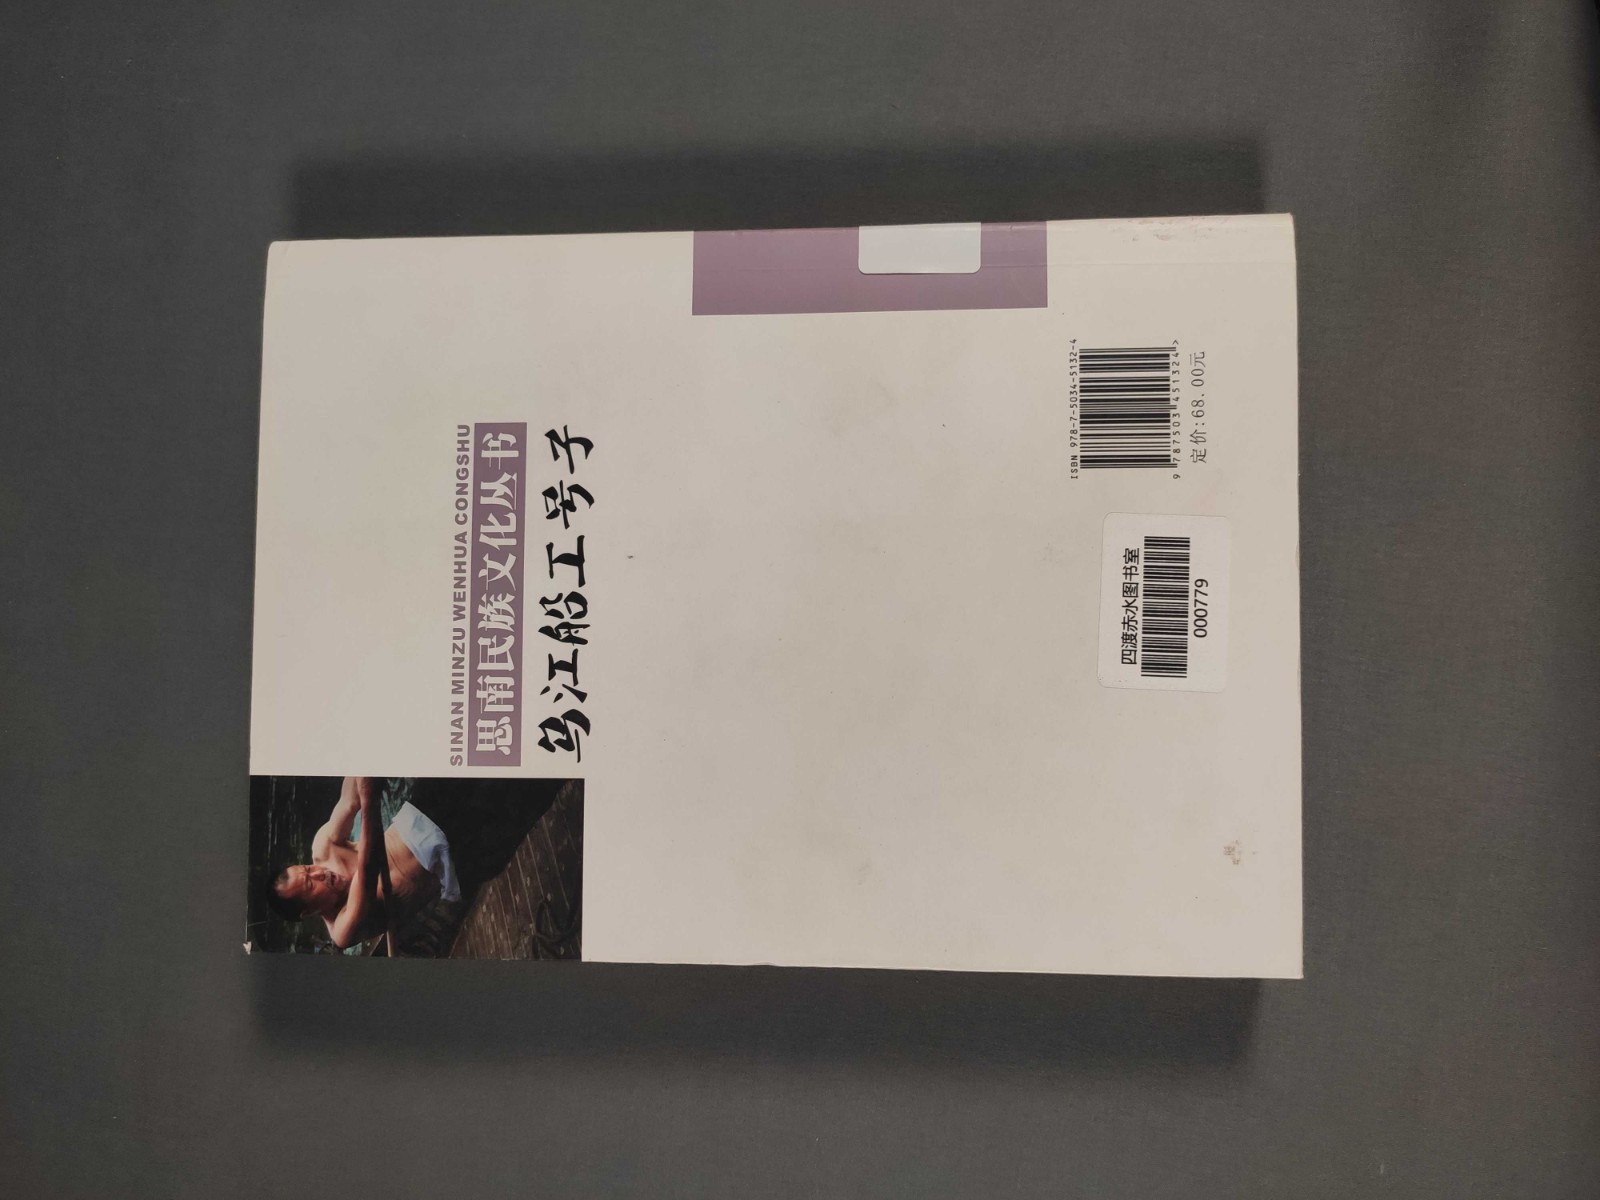 SINAN MINZU WENHUA CONGSHU
思南民族文化丛书
乌江船工号子
ISBN 978-7-5034-5132-4
9 787503 451324 >
定价:68.00元
四渡赤水图书室
000779